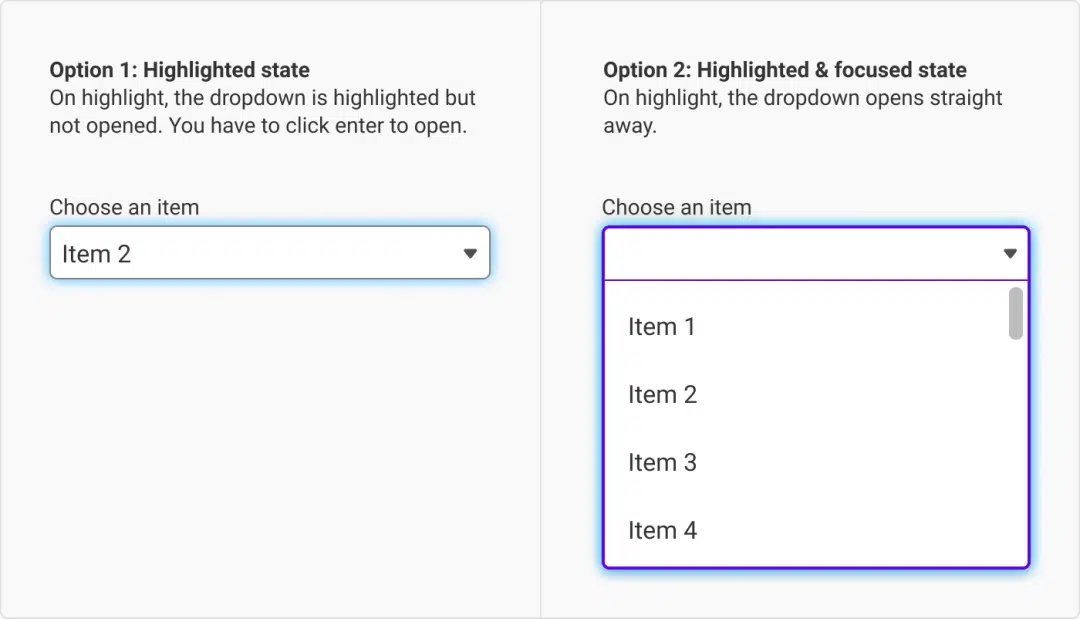 Option 1: Highlighted state
On highlight, the dropdown is highlighted but
not opened. You have to click enter to open.
Choose an item
Item 2
Option 2: Highlighted & focused state
On highlight, the dropdown opens straight
away.
Choose an item
Item 1
Item 2
Item 3
Item 4